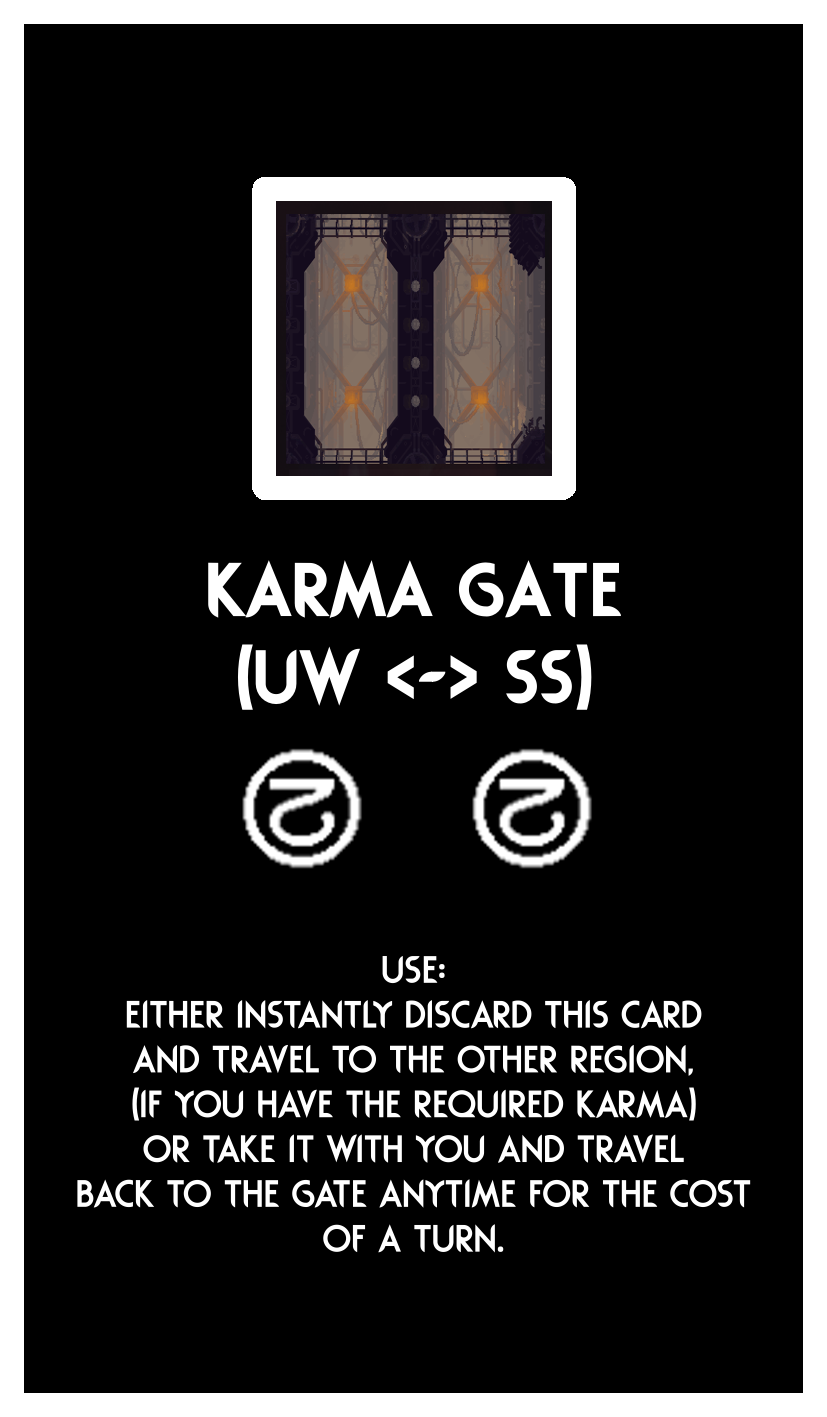 KARMA GATE
(UW <-> SS)
USE:
EITHER INSTANTLY DISCARD THIS CARD
AND TRAVEL TO THE OTHER REGION,
(IF YOU HAVE THE REQUIRED KARMA)
OR TAKE IT WITH YOU AND TRAVEL
BACK TO THE GATE ANYTIME FOR THE COST
OF A TURN.